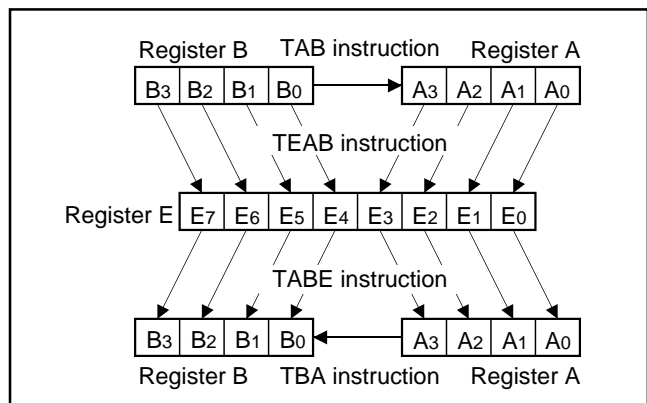 Register B TAB instruction Register A
B3 B2 B1 B0 A3 A2 A1 A0
TEAB instruction
Register E E7 E6 E5 E4 E3 E2 E1 E0
TABE instruction
B3 B2 B1 B0 A3 A2 A1 A0
Register B TBA instruction Register A